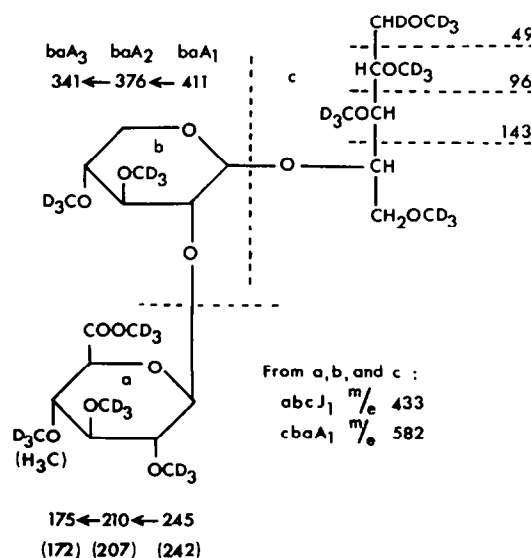 baA₃ baA₂ baA₁
341←376←411
c
CHDOCD₃
49
HCOCD₃
96
D₃COCH
143
CH
CH₂OCD₃
O
b
OCD₃
D₃CO
O
O
COOCD₃
O
a
OCD₃
D₃CO
(H₃C)
OCD₃
From a, b, and c :
abcJ₁ m/e 433
cbaA₁ m/e 582
175←210←245
(172) (207) (242)